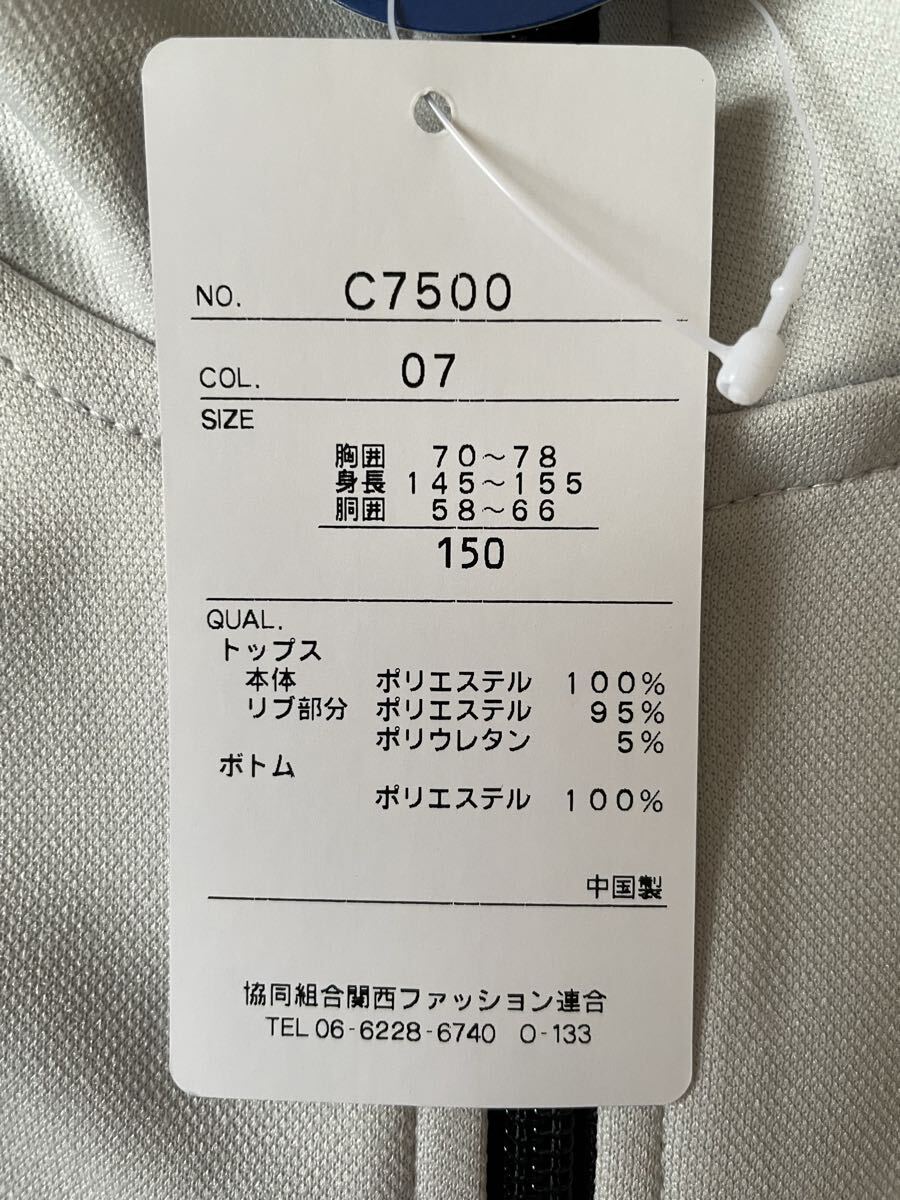 NO. C7500
COL. 07
SIZE
胸囲 70～78
身長 145～155
胴囲 58～66
150
QUAL.
トップス
本体 ポリエステル 100%
リブ部分 ポリエステル 95%
ポリウレタン 5%
ボトム
ポリエステル 100%
中国製
協同組合関西ファッション連合
TEL 06-6228-6740 O-133